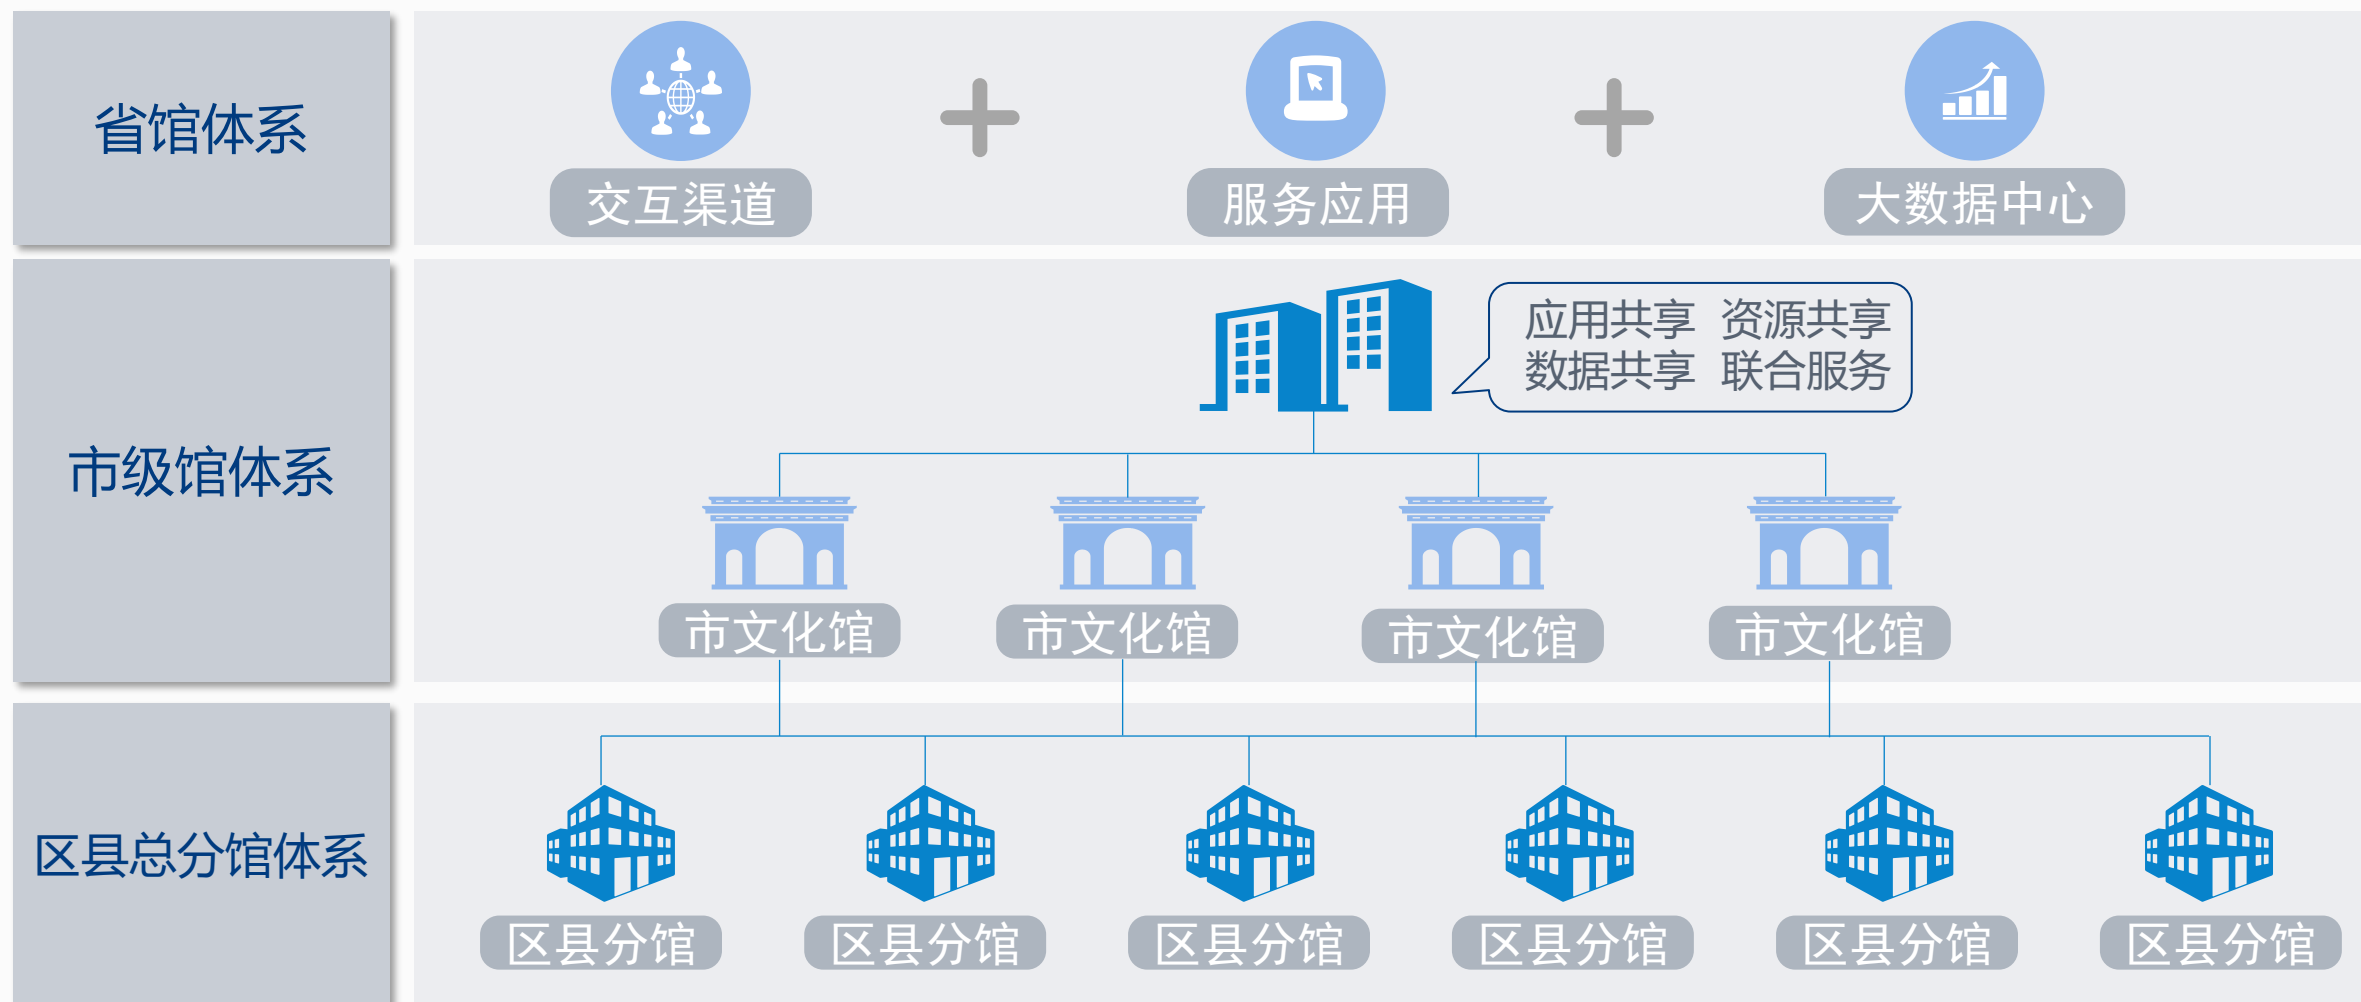 省馆体系
交互渠道
服务应用
大数据中心
市级馆体系
应用共享 资源共享
数据共享 联合服务
市文化馆
市文化馆
市文化馆
市文化馆
区县总分馆体系
区县分馆
区县分馆
区县分馆
区县分馆
区县分馆
区县分馆